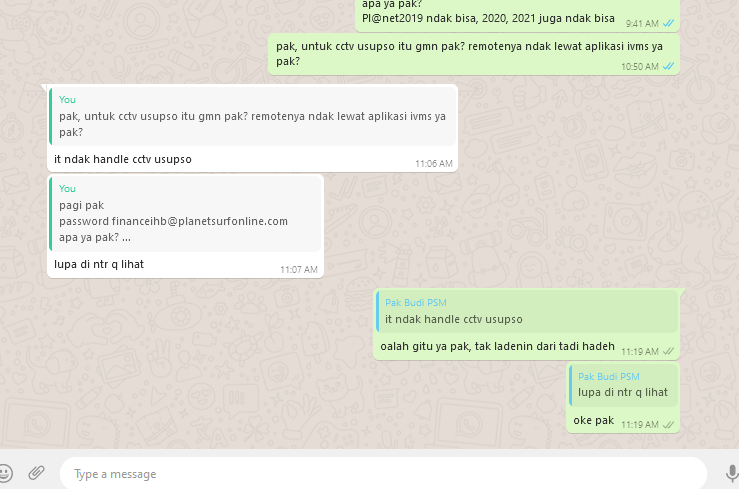 apa ya pak?
Pl@net2019 ndak bisa, 2020, 2021 juga ndak bisa
9:41 AM
pak, untuk cctv usupso itu gmn pak? remotenya ndak lewat aplikasi ivms ya
pak?
10:50 AM
You
pak, untuk cctv usupso itu gmn pak? remotenya ndak lewat aplikasi ivms ya
pak?
it ndak handle cctv usupso
11:06 AM
You
pagi pak
password financeihb@planetsurfonline.com
apa ya pak? ...
lupa di ntr q lihat
11:07 AM
Pak Budi PSM
it ndak handle cctv usupso
oalah gitu ya pak, tak ladenin dari tadi hadeh
11:19 AM
Pak Budi PSM
lupa di ntr q lihat
oke pak
11:19 AM
Type a message